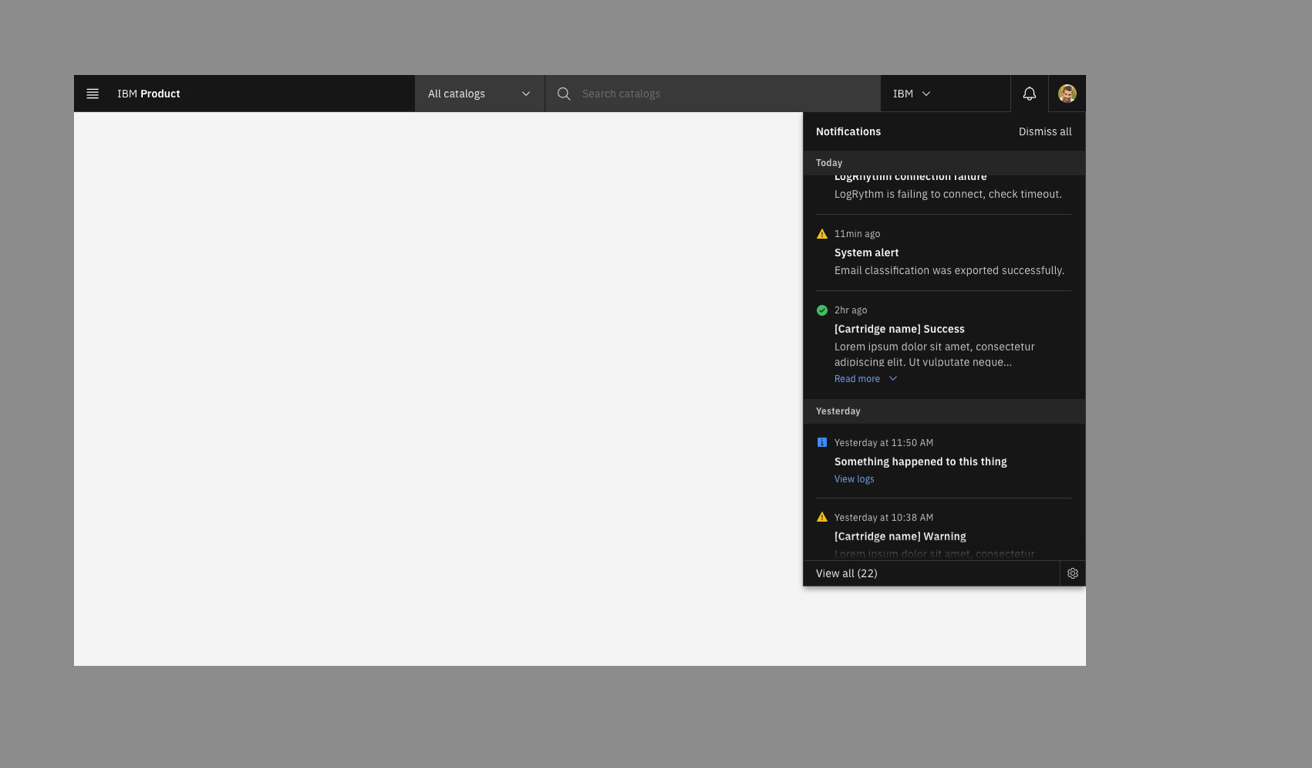 IBM Product
All catalogs
Search catalogs
IBM
Notifications
Dismiss all
Today
LogRhythm connection failure
LogRythm is failing to connect, check timeout.
11min ago
System alert
Email classification was exported successfully.
2hr ago
[Cartridge name] Success
Lorem ipsum dolor sit amet, consectetur
adipiscing elit. Ut vulputate neque...
Read more
Yesterday
Yesterday at 11:50 AM
Something happened to this thing
View logs
Yesterday at 10:38 AM
[Cartridge name] Warning
Lorem ipsum dolor sit amet, consectetur
View all (22)